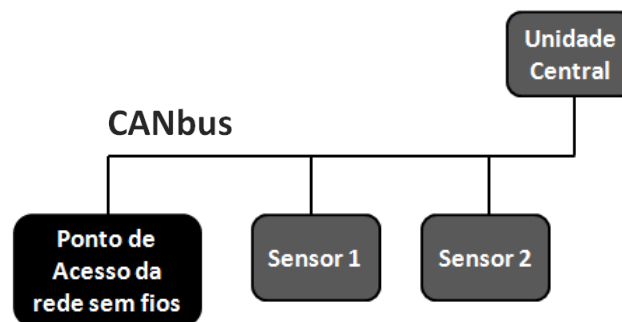 Unidade
Central
CANbus
Ponto de
Acesso da
rede sem fios
Sensor 1
Sensor 2